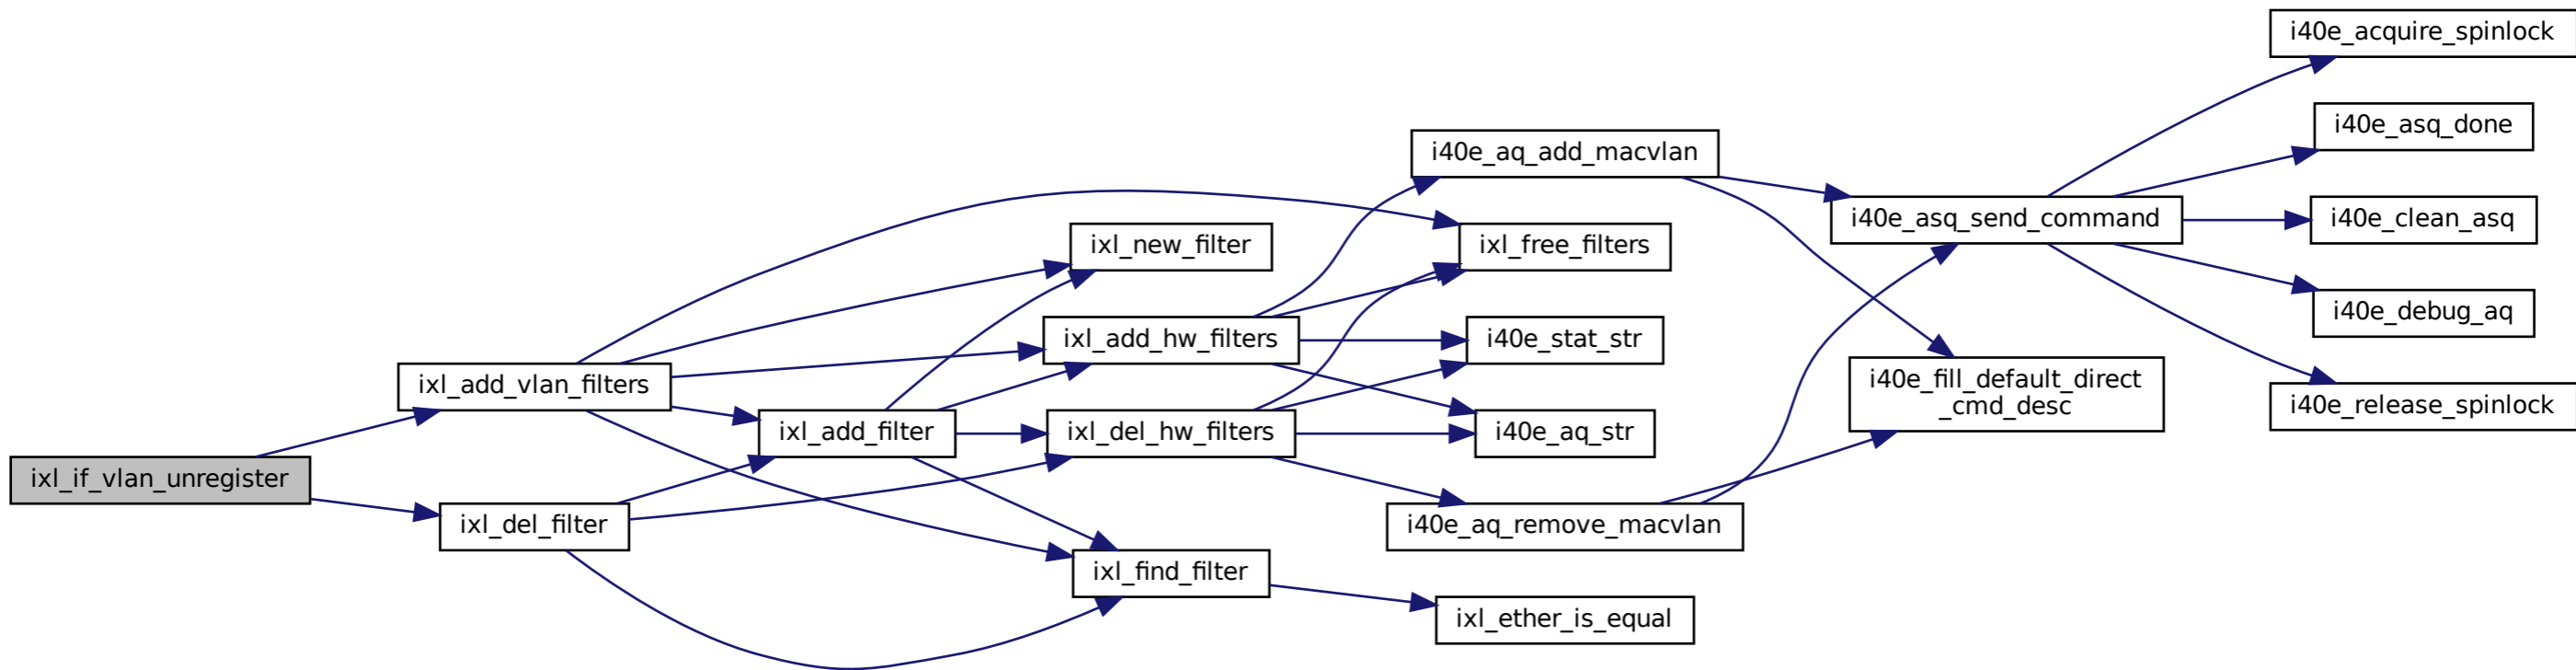 ixl_if_vlan_unregister
ixl_add_vlan_filters
ixl_del_filter
ixl_add_filter
ixl_new_filter
ixl_add_hw_filters
ixl_del_hw_filters
ixl_find_filter
i40e_aq_add_macvlan
ixl_free_filters
i40e_stat_str
i40e_aq_str
i40e_aq_remove_macvlan
ixl_ether_is_equal
i40e_asq_send_command
i40e_fill_default_direct
_cmd_desc
i40e_acquire_spinlock
i40e_asq_done
i40e_clean_asq
i40e_debug_aq
i40e_release_spinlock